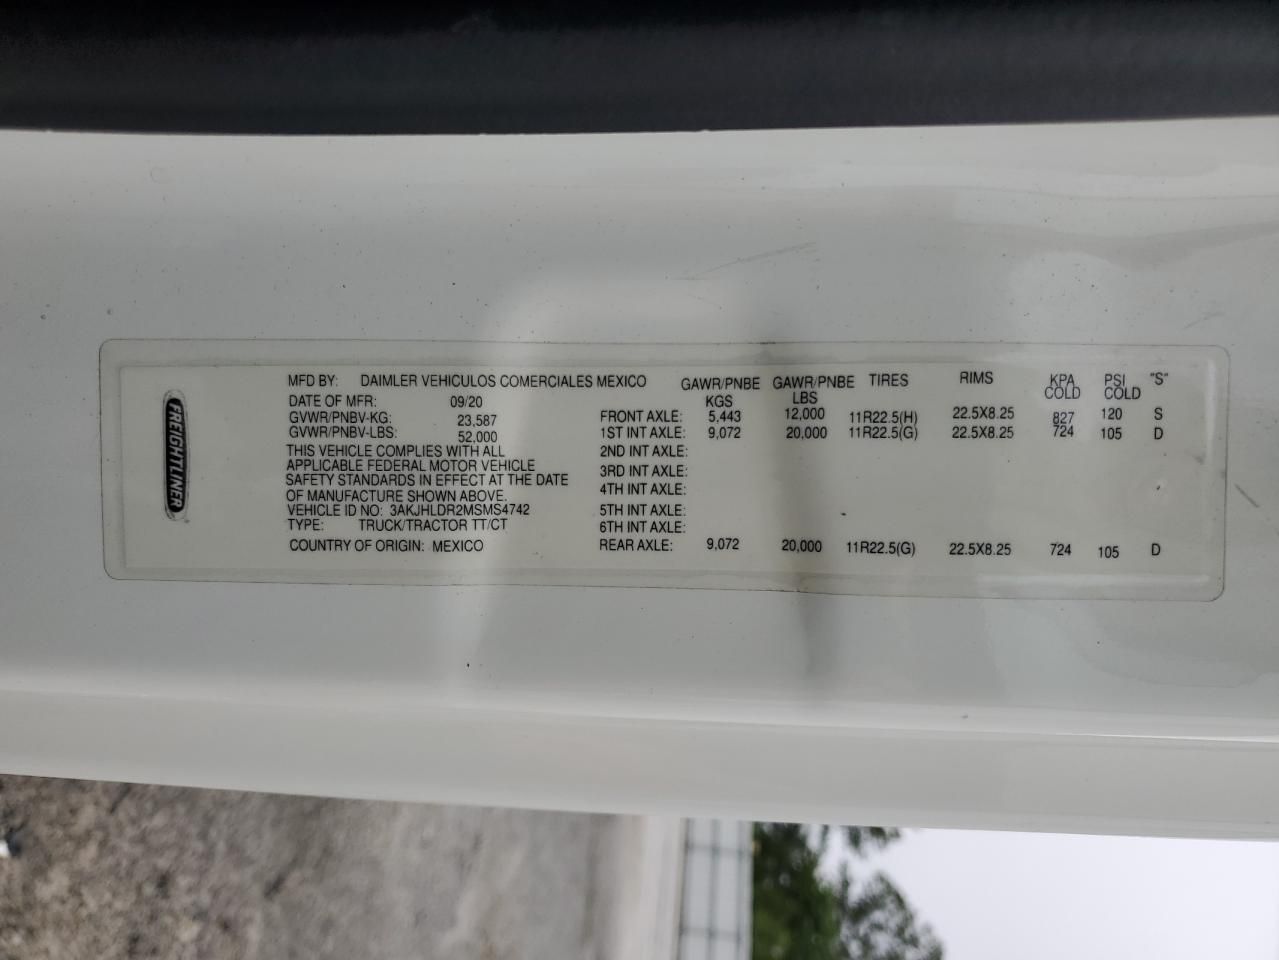 FREIGHTLINER
MFD BY: DAIMLER VEHICULOS COMERCIALES MEXICO
DATE OF MFR: 09/20
GVWR/PNBV-KG: 23,587
GVWR/PNBV-LBS: 52,000
THIS VEHICLE COMPLIES WITH ALL
APPLICABLE FEDERAL MOTOR VEHICLE
SAFETY STANDARDS IN EFFECT AT THE DATE
OF MANUFACTURE SHOWN ABOVE.
VEHICLE ID NO: 3AKJHLDR2MSMS4742
TYPE: TRUCK/TRACTOR TT/CT
COUNTRY OF ORIGIN: MEXICO
GAWR/PNBE GAWR/PNBE TIRES RIMS KPA PSI "S"
KGS LBS COLD COLD
FRONT AXLE: 5,443 12,000 11R22.5(H) 22.5X8.25 827 120 S
1ST INT AXLE: 9,072 20,000 11R22.5(G) 22.5X8.25 724 105 D
2ND INT AXLE:
3RD INT AXLE:
4TH INT AXLE:
5TH INT AXLE:
6TH INT AXLE:
REAR AXLE: 9,072 20,000 11R22.5(G) 22.5X8.25 724 105 D